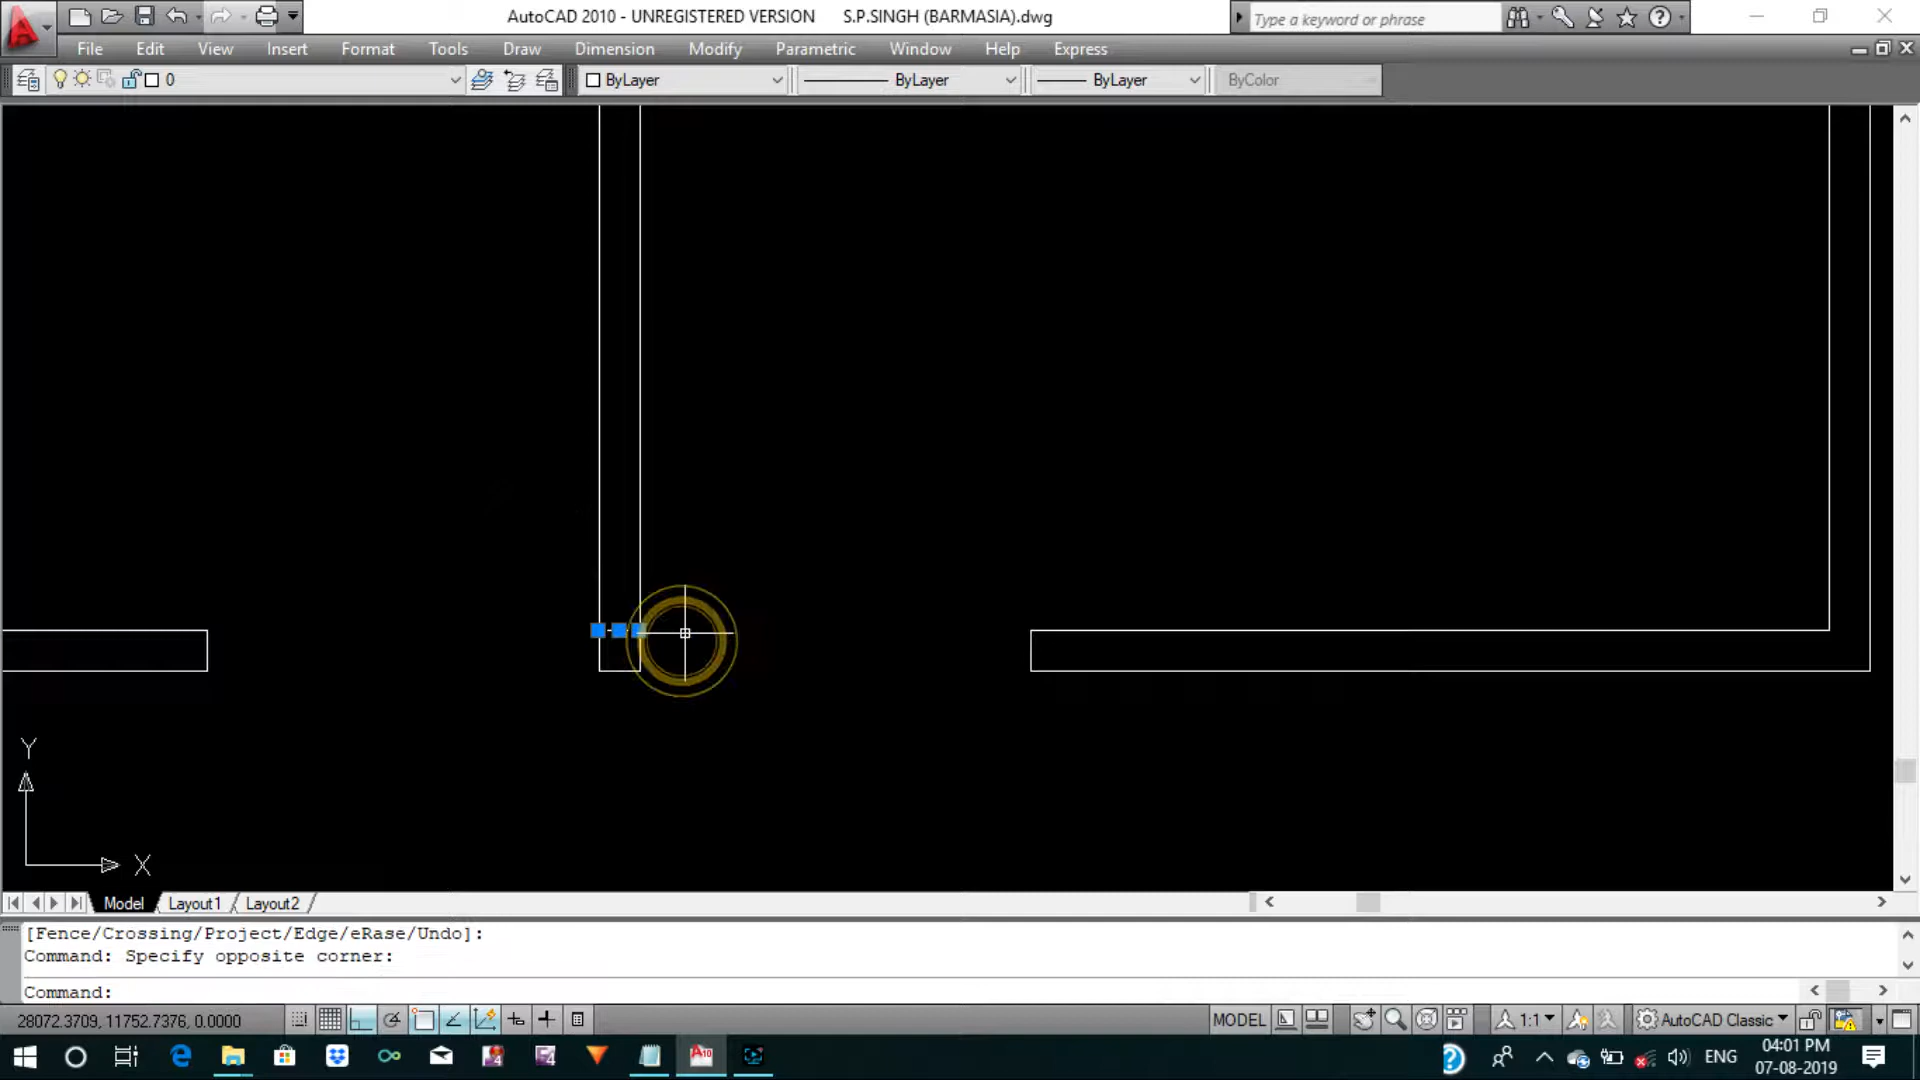 AutoCAD 2010 - UNREGISTERED VERSION S.P.SINGH (BARMASIA).dwg
Type a keyword or phrase
File Edit View Insert Format Tools Draw Dimension Modify Parametric Window Help Express
0 ByLayer ByLayer ByLayer ByColor
Y
X
Model Layout1 Layout2
[Fence/Crossing/Project/Edge/eRase/Undo]:
Command: Specify opposite corner:
Command:
28072.3709, 11752.7376, 0.0000 MODEL 1:1 AutoCAD Classic
ENG 04:01 PM
07-08-2019